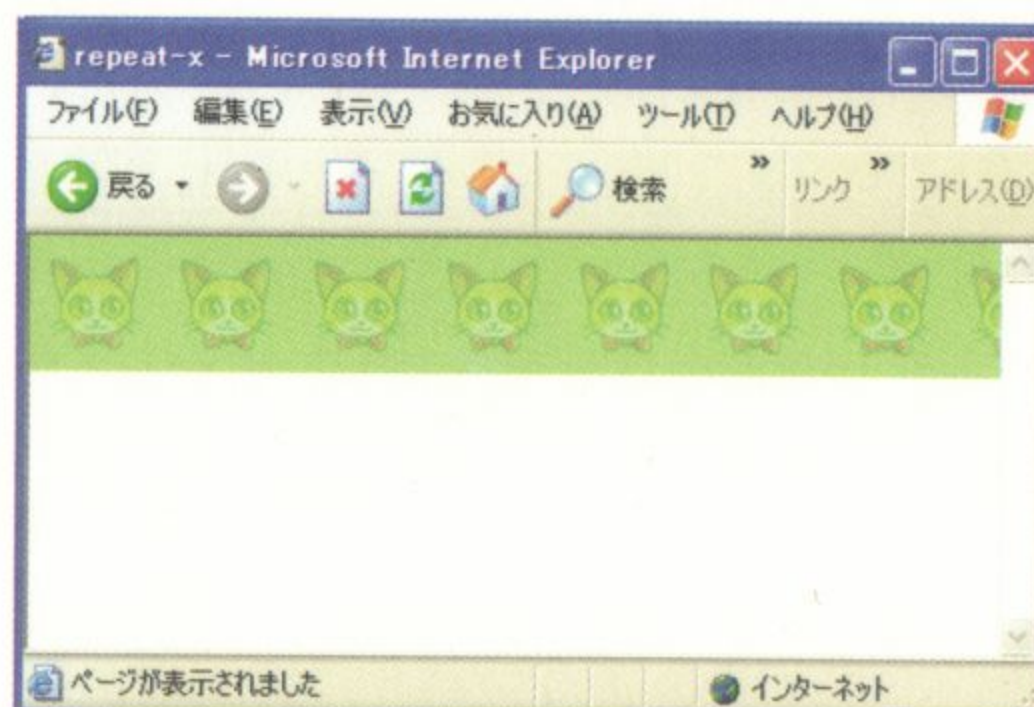 repeat-x - Microsoft Internet Explorer
ファイル(F) 編集(E) 表示(V) お気に入り(A) ツール(T) ヘルプ(H)
戻る 検索 » リンク » アドレス(D)
ページが表示されました インターネット